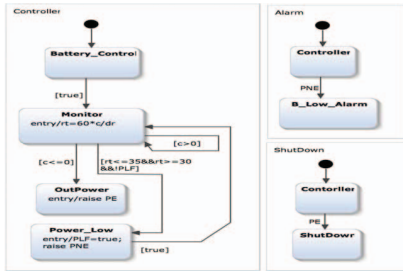 Controller
Battery_Control
[true]
Monitor
entry/rt=60*c/dr
[c>0]
[c<=0]
[rt<=35&&rt>=30
&&!PLF]
OutPower
entry/raise PE
Power_Low
entry/PLF=true;
raise PNE
[true]
Alarm
Controller
PNE
B_Low_Alarm
ShutDown
Contorller
PE
ShutDown